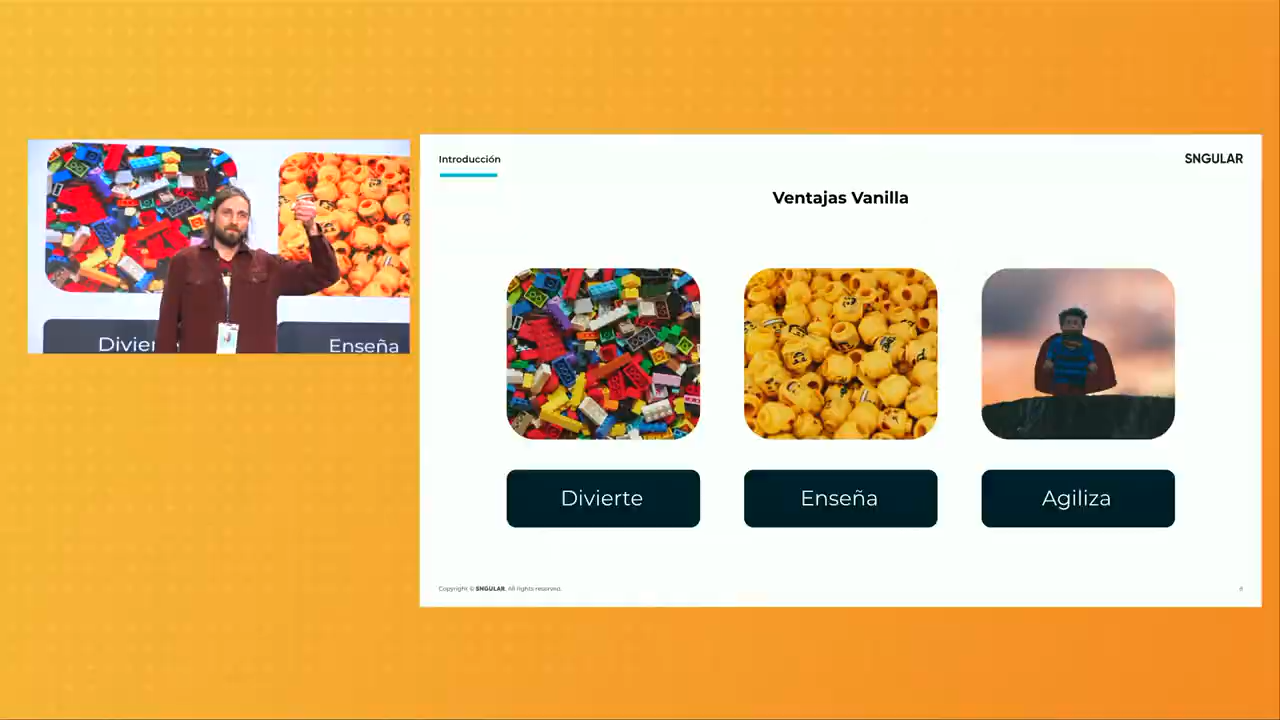 Divier
Enseña
Introducción
SNGULAR
Ventajas Vanilla
Divierte
Enseña
Agiliza
Copyright © SNGULAR. All rights reserved.